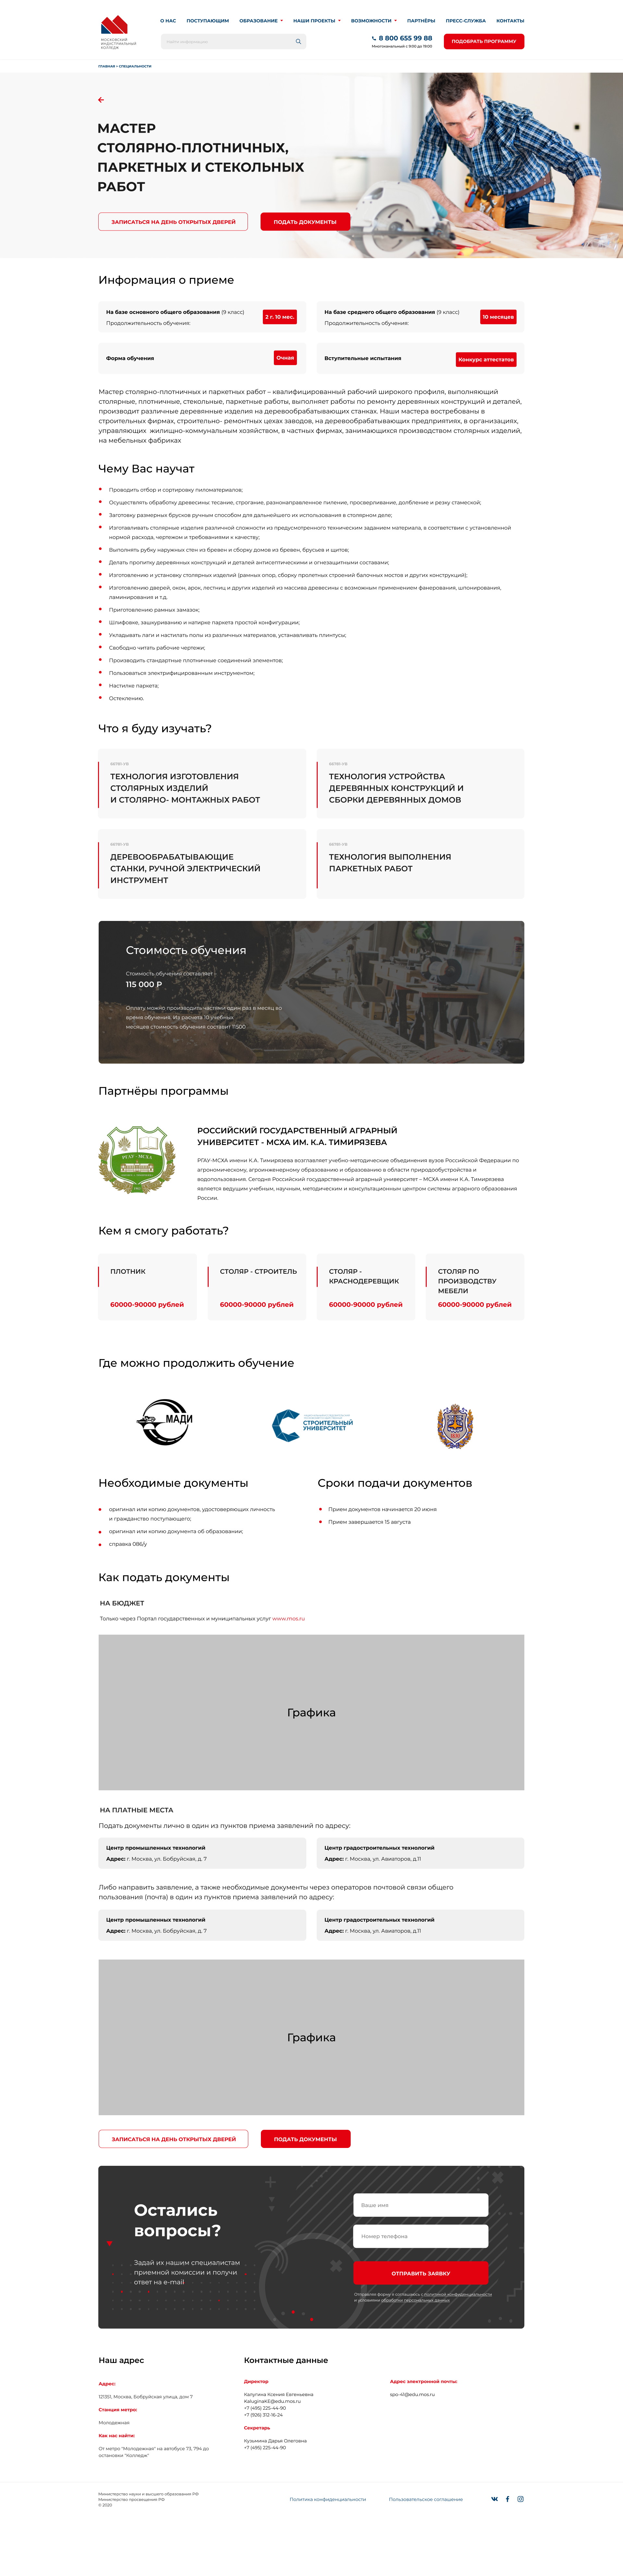 О НАС ПОСТУПАЮЩИМ ОБРАЗОВАНИЕ НАШИ ПРОЕКТЫ ВОЗМОЖНОСТИ ПАРТНЁРЫ ПРЕСС-СЛУЖБА КОНТАКТЫ
МОСКОВСКИЙ
ИНДУСТРИАЛЬНЫЙ
КОЛЛЕДЖ
Найти информацию
8 800 655 99 88
Многоканальный с 9:00 до 19:00
ПОДОБРАТЬ ПРОГРАММУ
ГЛАВНАЯ > СПЕЦИАЛЬНОСТИ
МАСТЕР
СТОЛЯРНО-ПЛОТНИЧНЫХ,
ПАРКЕТНЫХ И СТЕКОЛЬНЫХ
РАБОТ
ЗАПИСАТЬСЯ НА ДЕНЬ ОТКРЫТЫХ ДВЕРЕЙ
ПОДАТЬ ДОКУМЕНТЫ
Информация о приеме
На базе основного общего образования (9 класс)
Продолжительность обучения:
2 г. 10 мес.
На базе среднего общего образования (9 класс)
Продолжительность обучения:
10 месяцев
Форма обучения
Очная
Вступительные испытания
Конкурс аттестатов
Мастер столярно-плотничных и паркетных работ – квалифицированный рабочий широкого профиля, выполняющий
столярные, плотничные, стекольные, паркетные работы, выполняет работы по ремонту деревянных конструкций и деталей,
производит различные деревянные изделия на деревообрабатывающих станках. Наши мастера востребованы в
строительных фирмах, строительно- ремонтных цехах заводов, на деревообрабатывающих предприятиях, в организациях,
управляющих жилищно-коммунальным хозяйством, в частных фирмах, занимающихся производством столярных изделий,
на мебельных фабриках
Чему Вас научат
Проводить отбор и сортировку пиломатериалов;
Осуществлять обработку древесины: тесание, строгание, разнонаправленное пиление, просверливание, долбление и резку стамеской;
Заготовку размерных брусков ручным способом для дальнейшего их использования в столярном деле;
Изготавливать столярные изделия различной сложности из предусмотренного техническим заданием материала, в соответствии с установленной
нормой расхода, чертежом и требованиями к качеству;
Выполнять рубку наружных стен из бревен и сборку домов из бревен, брусьев и щитов;
Делать пропитку деревянных конструкций и деталей антисептическими и огнезащитными составами;
Изготовлению и установку столярных изделий (рамных опор, сборку пролетных строений балочных мостов и других конструкций);
Изготовлению дверей, окон, арок, лестниц и других изделий из массива древесины с возможным применением фанерования, шпонирования,
ламинирования и т.д.
Приготовлению рамных замазок;
Шлифовке, зашкуриванию и натирке паркета простой конфигурации;
Укладывать лаги и настилать полы из различных материалов, устанавливать плинтусы;
Свободно читать рабочие чертежи;
Производить стандартные плотничные соединений элементов;
Пользоваться электрифицированным инструментом;
Настилке паркета;
Остеклению.
Что я буду изучать?
ТЕХНОЛОГИЯ ИЗГОТОВЛЕНИЯ
СТОЛЯРНЫХ ИЗДЕЛИЙ
И СТОЛЯРНО- МОНТАЖНЫХ РАБОТ
ТЕХНОЛОГИЯ УСТРОЙСТВА
ДЕРЕВЯННЫХ КОНСТРУКЦИЙ И
СБОРКИ ДЕРЕВЯННЫХ ДОМОВ
ДЕРЕВООБРАБАТЫВАЮЩИЕ
СТАНКИ, РУЧНОЙ ЭЛЕКТРИЧЕСКИЙ
ИНСТРУМЕНТ
ТЕХНОЛОГИЯ ВЫПОЛНЕНИЯ
ПАРКЕТНЫХ РАБОТ
Стоимость обучения
Стоимость обучения составляет -
115 000 Р
Оплату можно производить частями один раз в месяц во
время обучения. Из расчета 10 учебных
месяцев стоимость обучения составит 11500
Партнёры программы
РГАУ - МСХА
РОССИЙСКИЙ ГОСУДАРСТВЕННЫЙ АГРАРНЫЙ
УНИВЕРСИТЕТ - МСХА ИМ. К.А. ТИМИРЯЗЕВА
РГАУ-МСХА имени К.А. Тимирязева возглавляет учебно-методические объединения вузов Российской Федерации по
агрономическому, агроинженерному образованию и образованию в области природообустройства и
водопользования. Сегодня Российский государственный аграрный университет – МСХА имени К.А. Тимирязева
является ведущим учебным, научным, методическим и консультационным центром системы аграрного образования
России.
Кем я смогу работать?
ПЛОТНИК
60000-90000 рублей
СТОЛЯР - СТРОИТЕЛЬ
60000-90000 рублей
СТОЛЯР -
КРАСНОДЕРЕВЩИК
60000-90000 рублей
СТОЛЯР ПО
ПРОИЗВОДСТВУ
МЕБЕЛИ
60000-90000 рублей
Где можно продолжить обучение
МАДИ
СТРОИТЕЛЬНЫЙ
УНИВЕРСИТЕТ
Необходимые документы
оригинал или копию документов, удостоверяющих личность
и гражданство поступающего;
оригинал или копию документа об образовании;
справка 086/у
Сроки подачи документов
Прием документов начинается 20 июня
Прием завершается 15 августа
Как подать документы
НА БЮДЖЕТ
Только через Портал государственных и муниципальных услуг www.mos.ru
Графика
НА ПЛАТНЫЕ МЕСТА
Подать документы лично в один из пунктов приема заявлений по адресу:
Центр промышленных технологий
Адрес: г. Москва, ул. Бобруйская, д. 7
Центр градостроительных технологий
Адрес: г. Москва, ул. Авиаторов, д.11
Либо направить заявление, а также необходимые документы через операторов почтовой связи общего
пользования (почта) в один из пунктов приема заявлений по адресу:
Центр промышленных технологий
Адрес: г. Москва, ул. Бобруйская, д. 7
Центр градостроительных технологий
Адрес: г. Москва, ул. Авиаторов, д.11
Графика
ЗАПИСАТЬСЯ НА ДЕНЬ ОТКРЫТЫХ ДВЕРЕЙ
ПОДАТЬ ДОКУМЕНТЫ
Остались
вопросы?
Задай их нашим специалистам
приемной комиссии и получи
ответ на e-mail
Ваше имя
Номер телефона
ОТПРАВИТЬ ЗАЯВКУ
Отправляя форму я соглашаюсь с политикой конфиденциальности
и условиями обработки персональных данных
Наш адрес
Адрес:
121351, Москва, Бобруйская улица, дом 7
Станция метро:
Молодежная
Как нас найти:
От метро "Молодежная" на автобусе 73, 794 до
остановки "Колледж"
Контактные данные
Директор
Калугина Ксения Евгеньевна
KaluginaKE@edu.mos.ru
+7 (495) 225-44-90
+7 (926) 312-16-24
Секретарь
Кузьмина Дарья Олеговна
+7 (495) 225-44-90
Адрес электронной почты:
spo-41@edu.mos.ru
Министерство науки и высшего образования РФ
Министерство просвещения РФ
© 2020
Политика конфиденциальности
Пользовательское соглашение